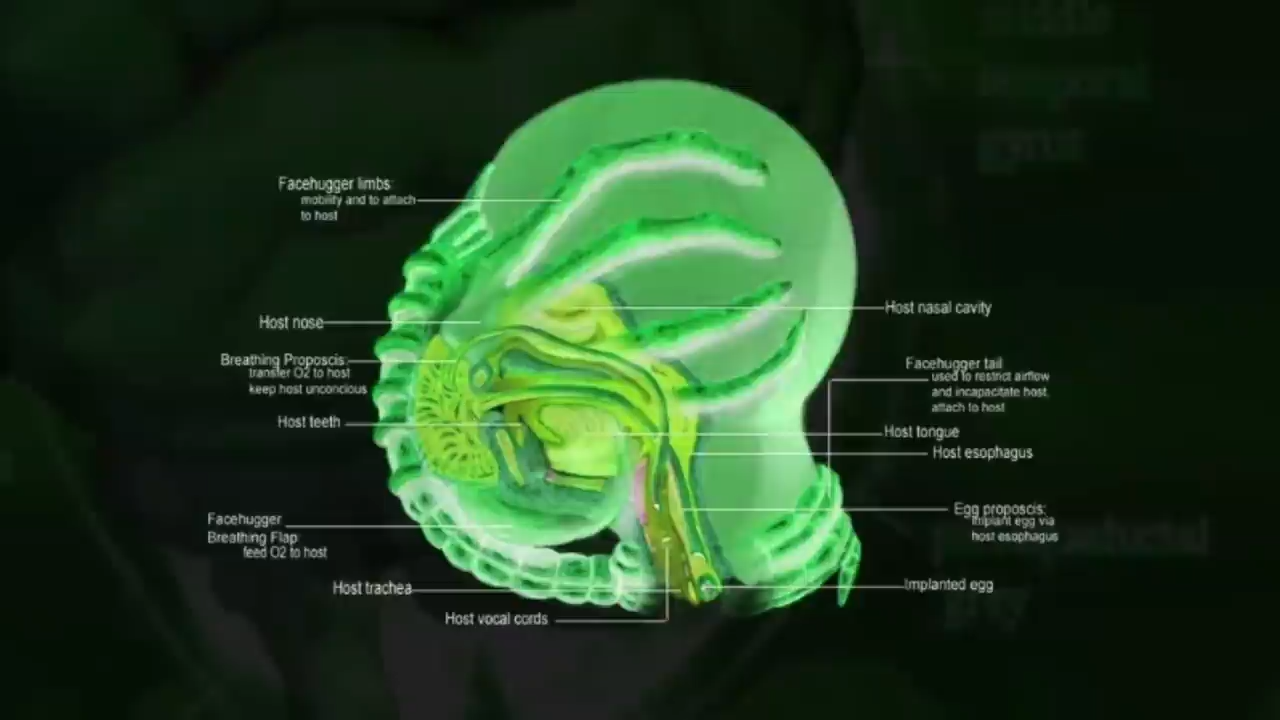 Facehugger limbs:
mobility and to attach
to host
Host nose
Breathing Proposcis:
transfer O2 to host
keep host unconcious
Host teeth
Facehugger
Breathing Flap:
feed O2 to host
Host trachea
Host vocal cords
Host nasal cavity
Facehugger tail
used to restrict airflow
and incapacitate host,
attach to host
Host tongue
Host esophagus
Egg proposcis:
Implant egg via
host esophagus
Implanted egg
middle
temporal
gyrus